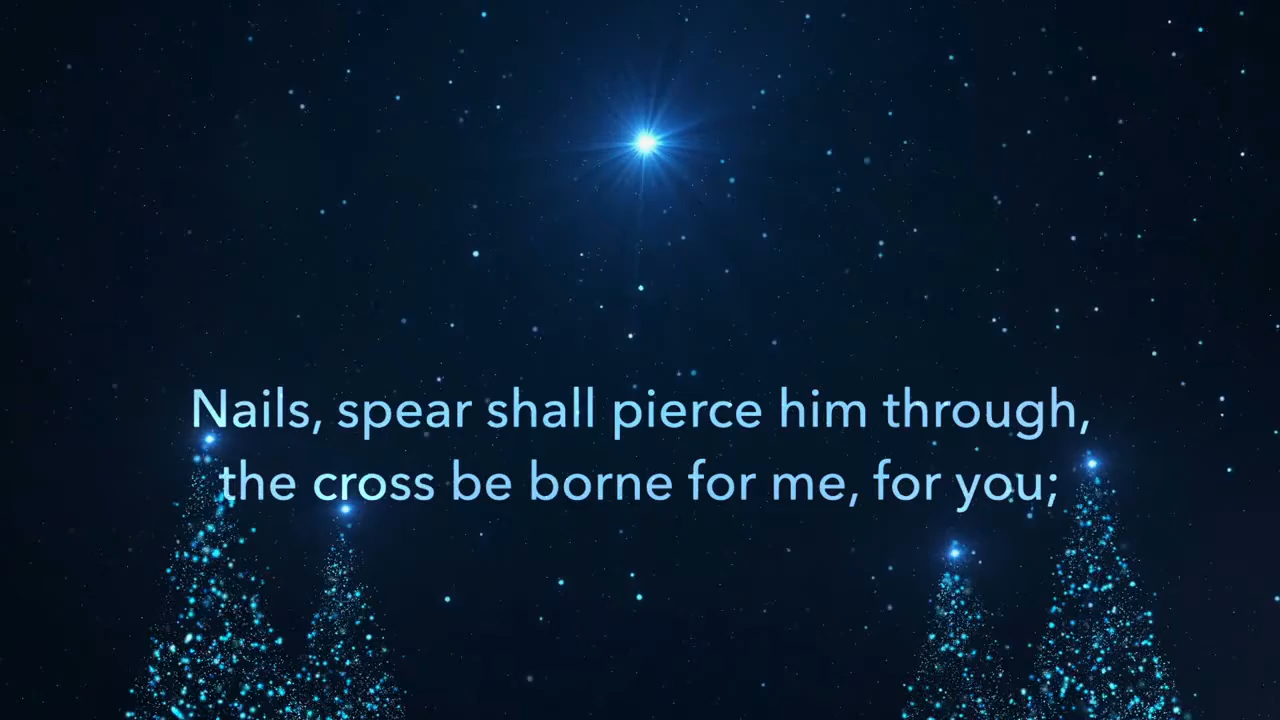 Nails, spear shall pierce him through,
the cross be borne for me, for you;